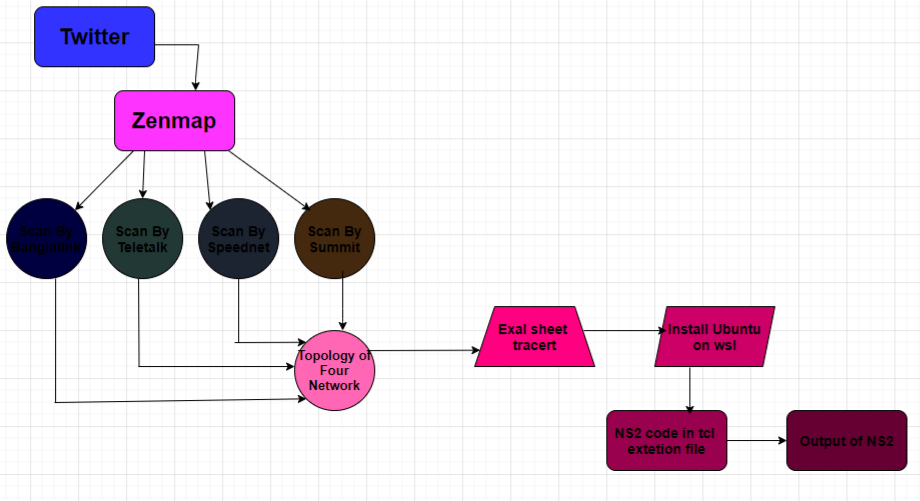 Twitter
Zenmap
Scan By
Banglalink
Scan By
Teletalk
Scan By
Speednet
Scan By
Summit
Topology of
Four
Network
Exal sheet
tracert
Install Ubuntu
on wsl
NS2 code in tcl
extetion file
Output of NS2